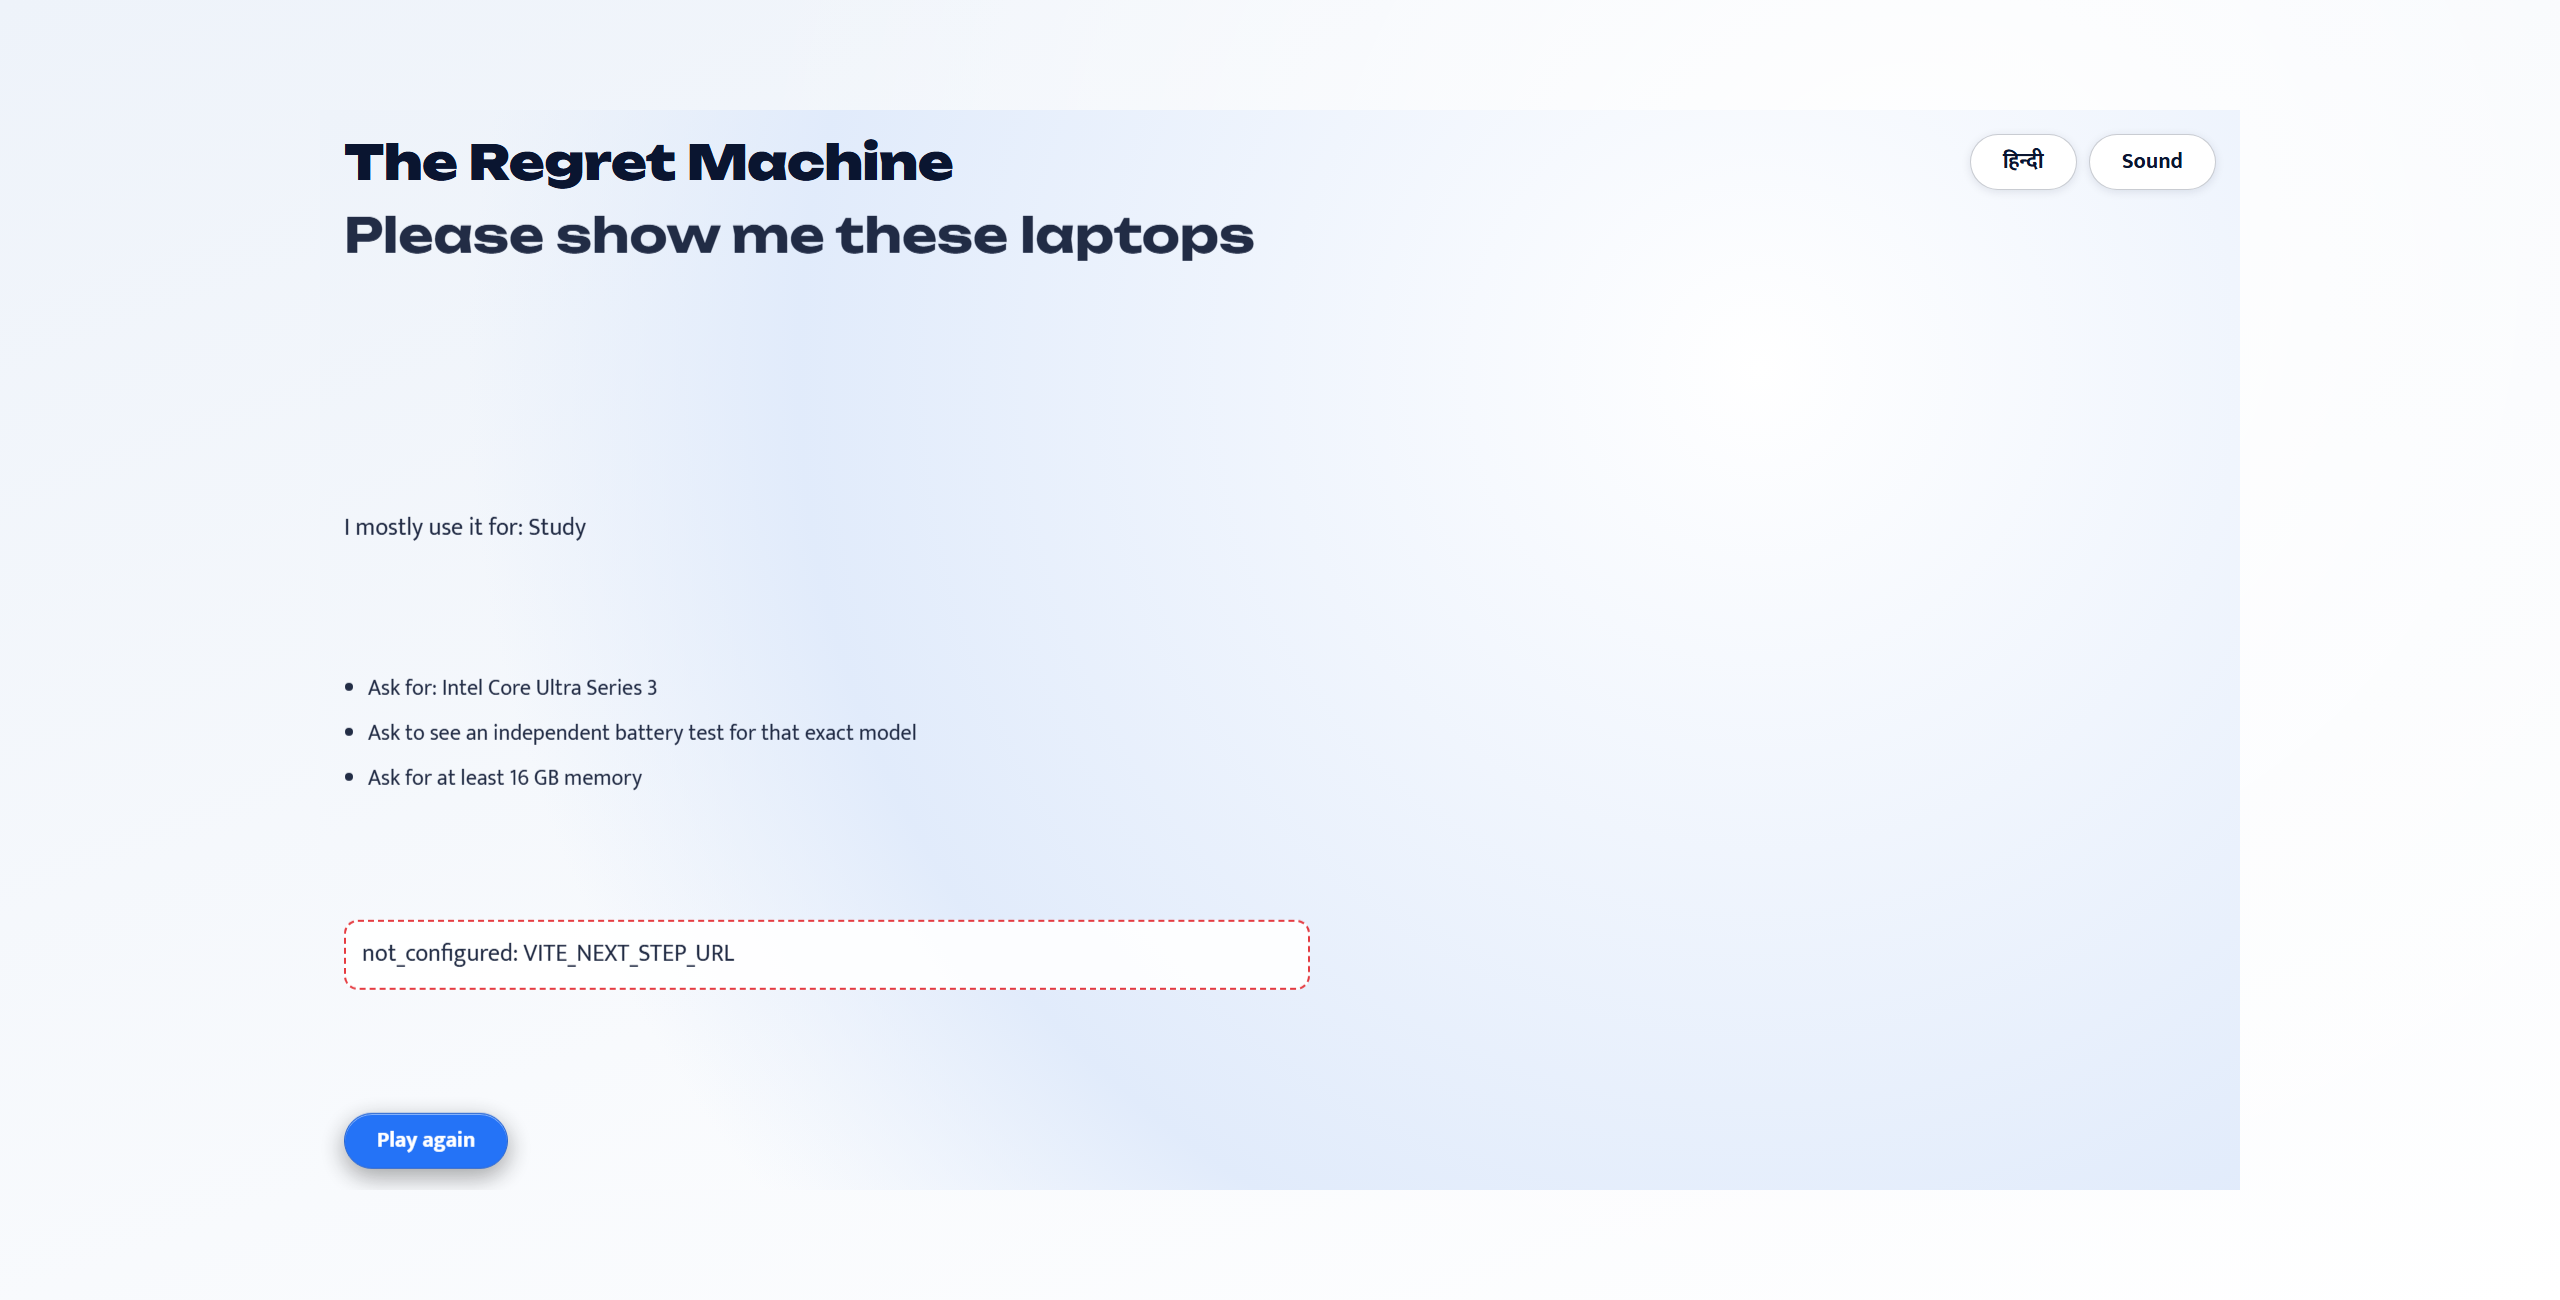 The Regret Machine
हिन्दी
Sound
Please show me these laptops
I mostly use it for: Study
Ask for: Intel Core Ultra Series 3
Ask to see an independent battery test for that exact model
Ask for at least 16 GB memory
not_configured: VITE_NEXT_STEP_URL
Play again